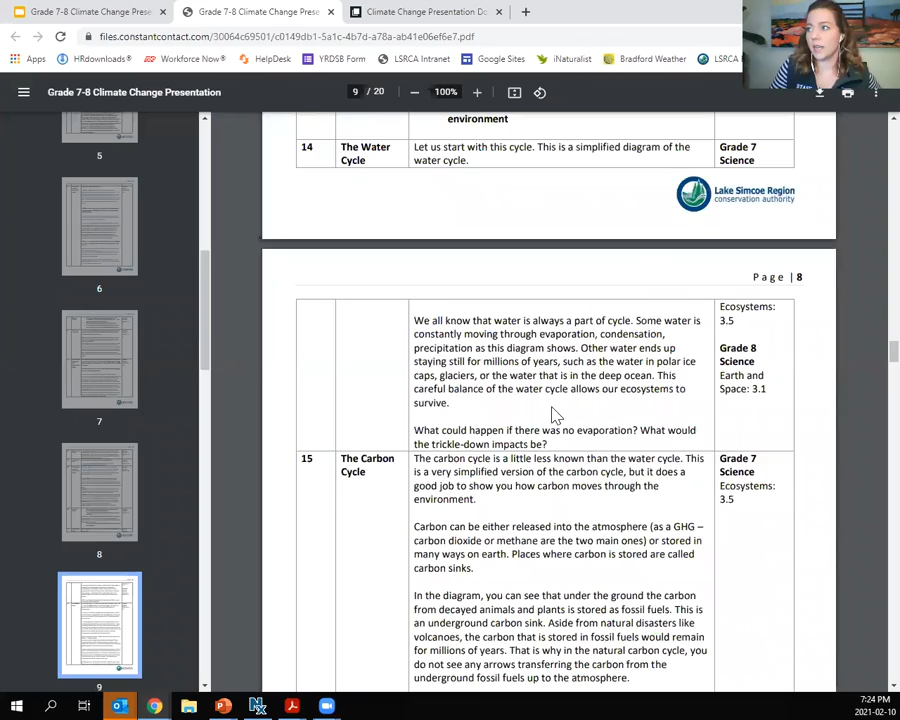 Grade 7-8 Climate Change Prese
Grade 7-8 Climate Change Prese
Climate Change Presentation Do
files.constantcontact.com/30064c69501/c0149db1-5a1c-4b7d-a78a-ab41e06ef6e7.pdf
Apps HRdownloads® Workforce Now® HelpDesk YRDSB Form LSRCA Intranet Google Sites iNaturalist Bradford Weather LSRCA
Grade 7-8 Climate Change Presentation
9 / 20
100%
5
6
7
8
9
environment
14 The Water Let us start with this cycle. This is a simplified diagram of the Grade 7
Cycle water cycle. Science
Lake Simcoe Region
conservation authority
Page | 8
Ecosystems:
We all know that water is always a part of cycle. Some water is 3.5
constantly moving through evaporation, condensation,
precipitation as this diagram shows. Other water ends up Grade 8
staying still for millions of years, such as the water in polar ice Science
caps, glaciers, or the water that is in the deep ocean. This Earth and
careful balance of the water cycle allows our ecosystems to Space: 3.1
survive.
What could happen if there was no evaporation? What would
the trickle-down impacts be?
15 The Carbon The carbon cycle is a little less known than the water cycle. This Grade 7
Cycle is a very simplified version of the carbon cycle, but it does a Science
good job to show you how carbon moves through the Ecosystems:
environment. 3.5
Carbon can be either released into the atmosphere (as a GHG –
carbon dioxide or methane are the two main ones) or stored in
many ways on earth. Places where carbon is stored are called
carbon sinks.
In the diagram, you can see that under the ground the carbon
from decayed animals and plants is stored as fossil fuels. This is
an underground carbon sink. Aside from natural disasters like
volcanoes, the carbon that is stored in fossil fuels would remain
for millions of years. That is why in the natural carbon cycle, you
do not see any arrows transferring the carbon from the
underground fossil fuels up to the atmosphere.
7:24 PM
2021-02-10